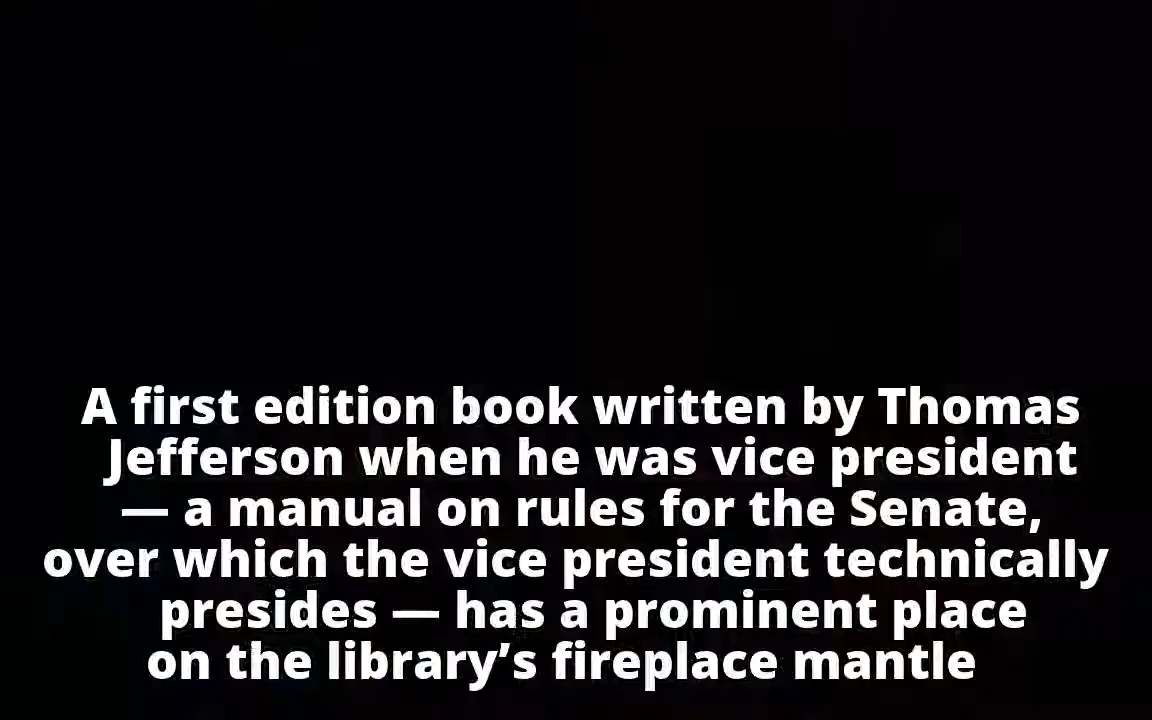 A first edition book written by Thomas
Jefferson when he was vice president
— a manual on rules for the Senate,
over which the vice president technically
presides — has a prominent place
on the library’s fireplace mantle